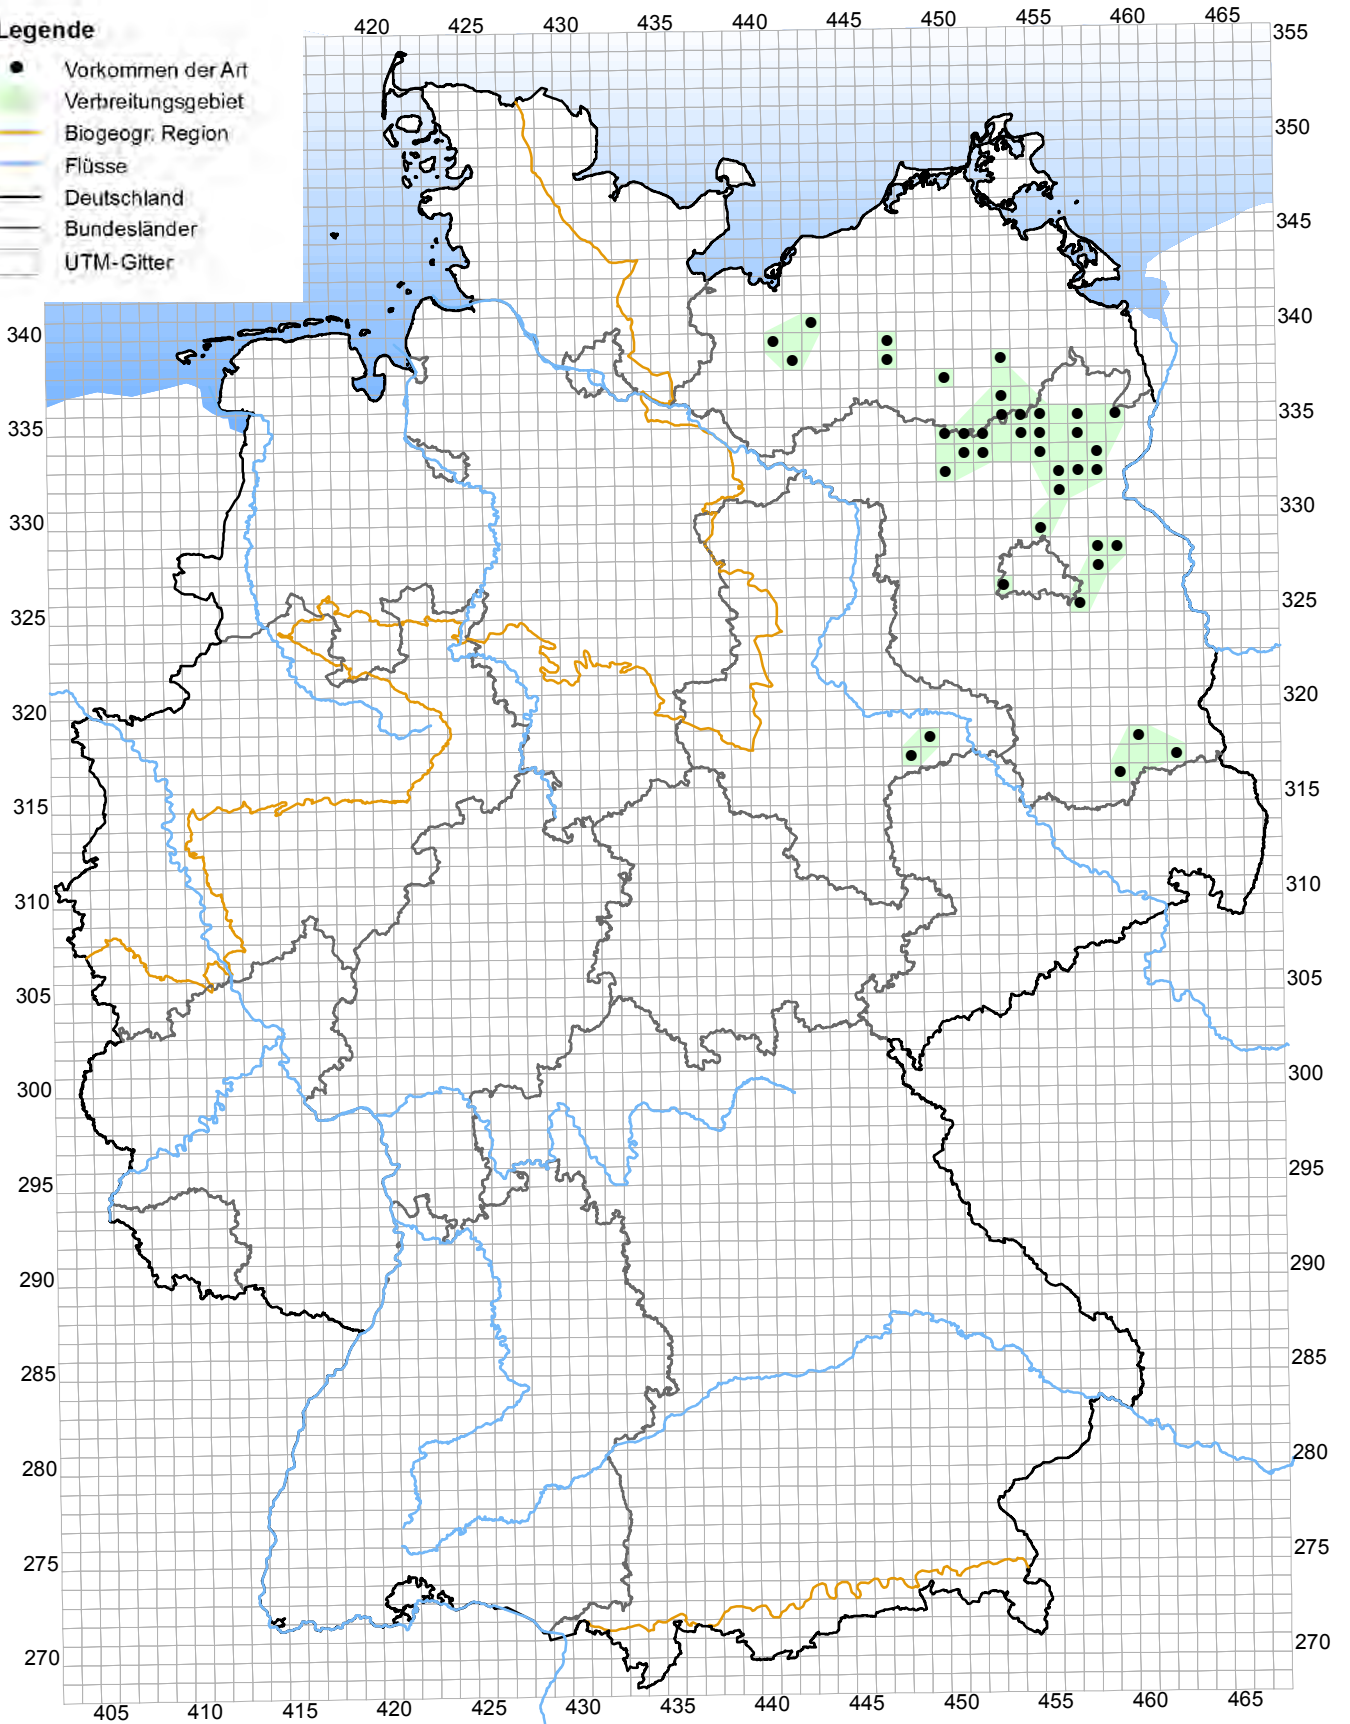 Legende
Vorkommen der Art
Verbreitungsgebiet
Biogeogr. Region
Flüsse
Deutschland
Bundesländer
UTM-Gitter
420 425 430 435 440 445 450 455 460 465
355
350
345
340 340
335 335
330 330
325 325
320 320
315 315
310 310
305 305
300 300
295 295
290 290
285 285
280 280
275 275
270 270
405 410 415 420 425 430 435 440 445 450 455 460 465